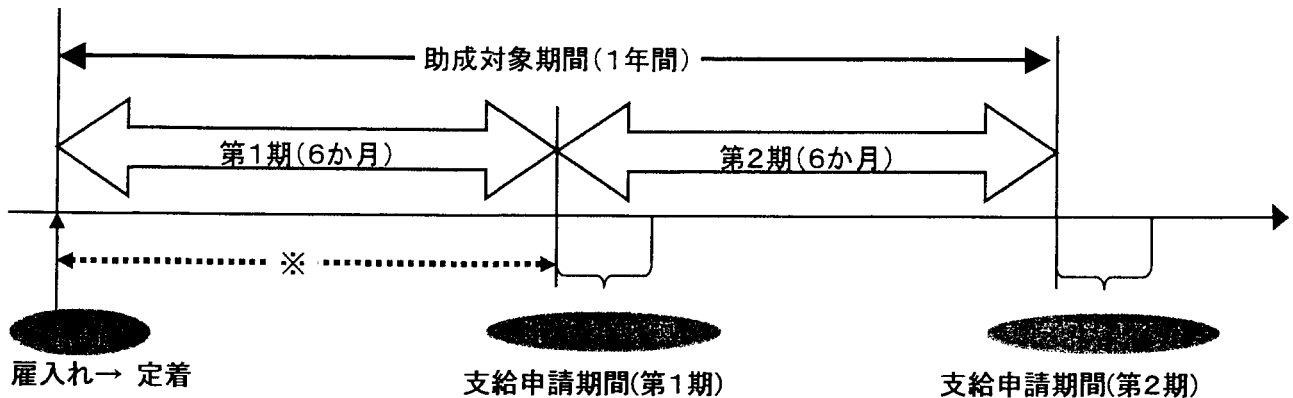 助成対象期間(1年間)
第1期(6か月)
第2期(6か月)
※
雇入れ→ 定着
支給申請期間(第1期)
支給申請期間(第2期)